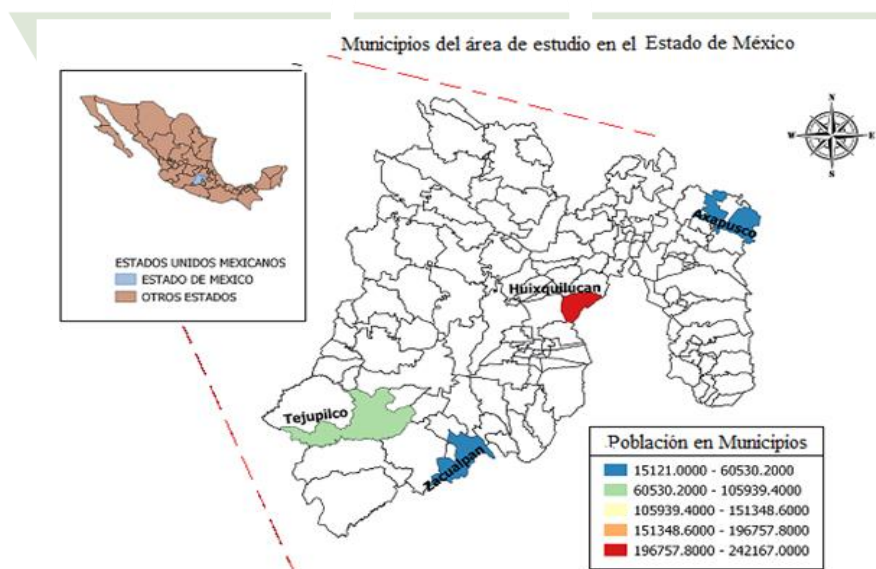 Municipios del área de estudio en el Estado de México
N
W
E
S
ESTADOS UNIDOS MEXICANOS
ESTADO DE MEXICO
OTROS ESTADOS
Axapusco
Huixquilucan
Tejupilco
Zacualpan
Población en Municipios
15121.0000 - 60530.2000
60530.2000 - 105939.4000
105939.4000 - 151348.6000
151348.6000 - 196757.8000
196757.8000 - 242167.0000